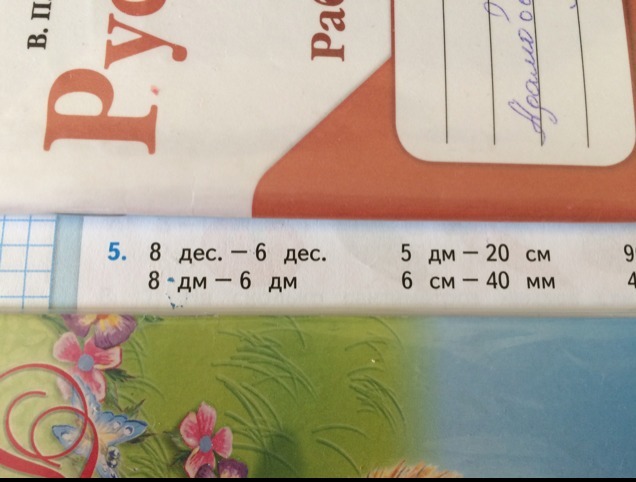 В. П
Рус
Раб
5. 8 дес. – 6 дес. 5 дм – 20 см 9
8 дм – 6 дм 6 см – 40 мм 4